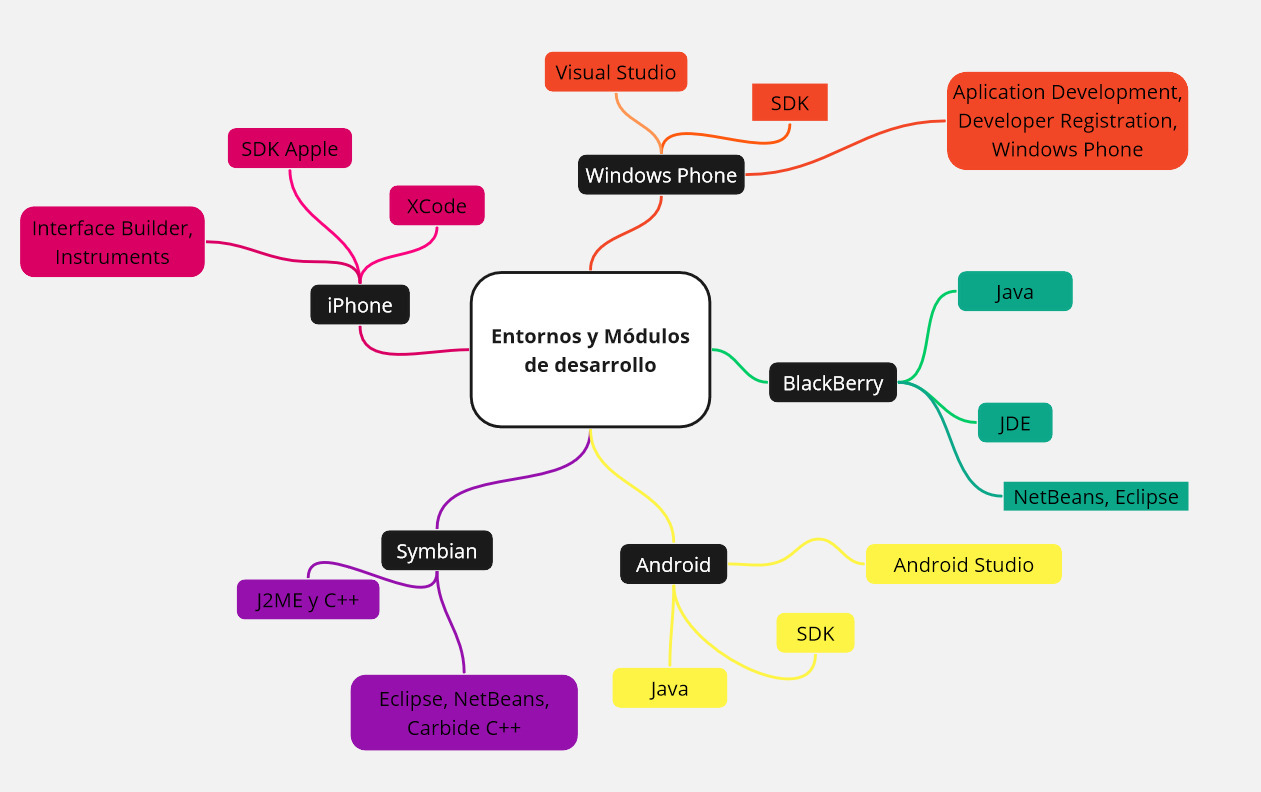 Visual Studio
SDK
Aplication Development,
Developer Registration,
Windows Phone
Windows Phone
SDK Apple
XCode
Interface Builder,
Instruments
iPhone
Entornos y Módulos
de desarrollo
Java
BlackBerry
JDE
NetBeans, Eclipse
Symbian
J2ME y C++
Eclipse, NetBeans,
Carbide C++
Android
Android Studio
SDK
Java